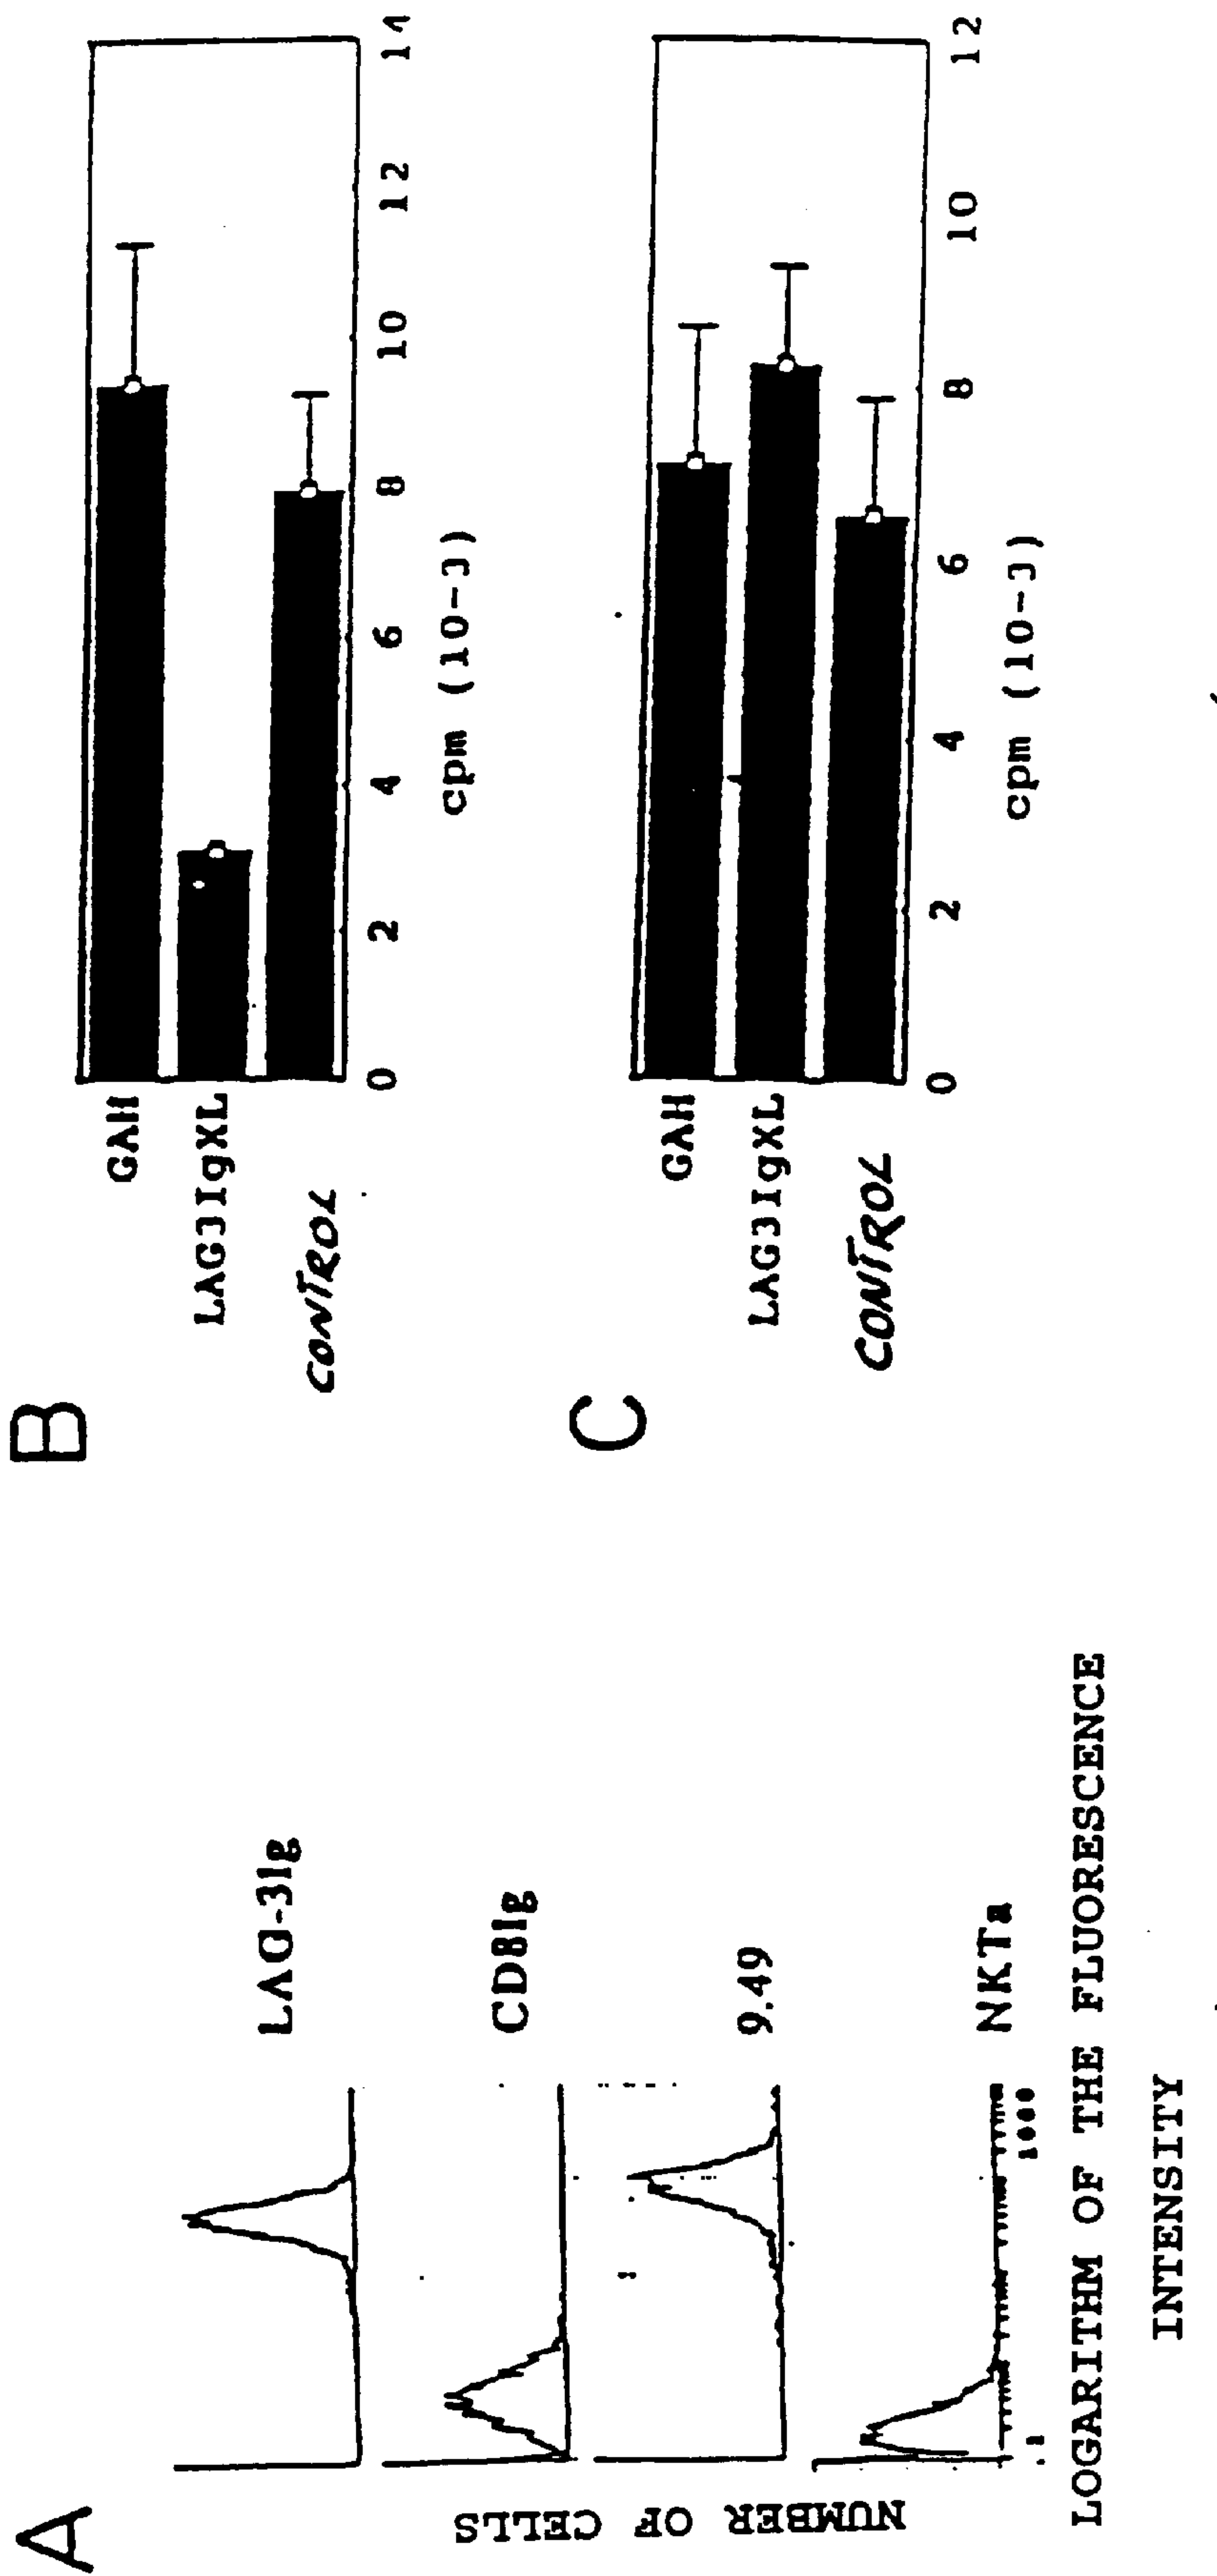 A
LAG-3Ig
CD8Ig
9.49
NKTa
NUMBER OF CELLS
.1 1000
LOGARITHM OF THE FLUORESCENCE
INTENSITY
B
GAH
LAG3IgXL
CONTROL
0 2 4 6 8 10 12 14
cpm (10-3)
C
GAH
LAG3IgXL
CONTROL
0 2 4 6 8 10 12
cpm (10-3)